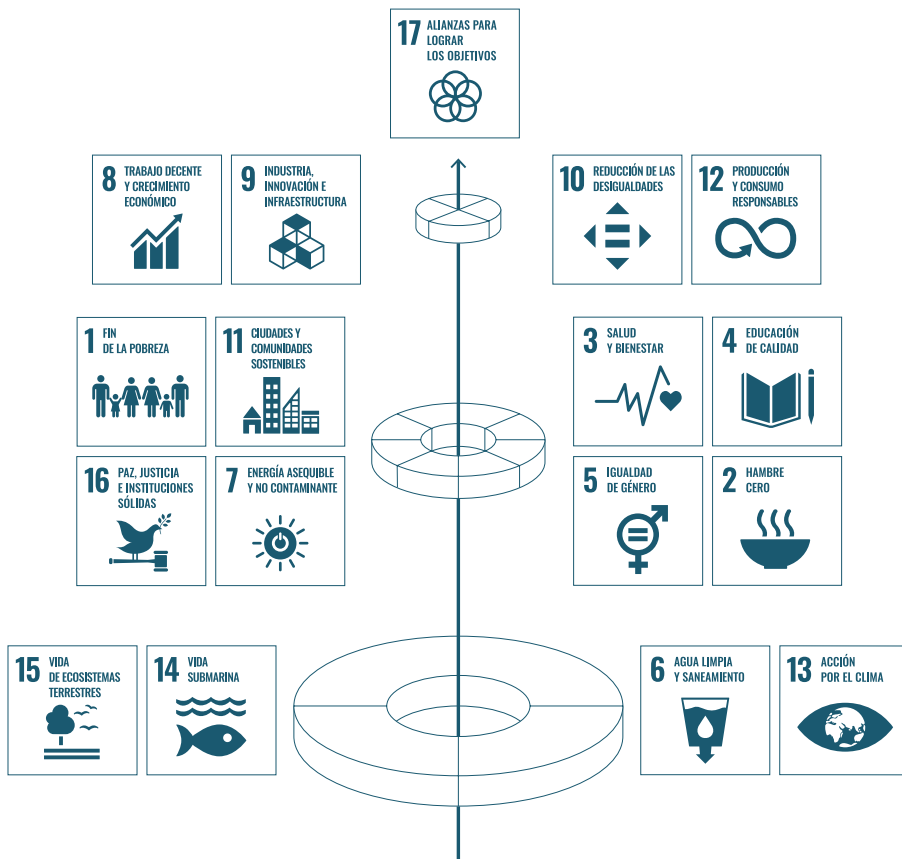 17 ALIANZAS PARA
LOGRAR
LOS OBJETIVOS
8 TRABAJO DECENTE
Y CRECIMIENTO
ECONÓMICO
9 INDUSTRIA,
INNOVACIÓN E
INFRAESTRUCTURA
10 REDUCCIÓN DE LAS
DESIGUALDADES
12 PRODUCCIÓN
Y CONSUMO
RESPONSABLES
1 FIN
DE LA POBREZA
11 CIUDADES Y
COMUNIDADES
SOSTENIBLES
3 SALUD
Y BIENESTAR
4 EDUCACIÓN
DE CALIDAD
16 PAZ, JUSTICIA
E INSTITUCIONES
SÓLIDAS
7 ENERGÍA ASEQUIBLE
Y NO CONTAMINANTE
5 IGUALDAD
DE GÉNERO
2 HAMBRE
CERO
15 VIDA
DE ECOSISTEMAS
TERRESTRES
14 VIDA
SUBMARINA
6 AGUA LIMPIA
Y SANEAMIENTO
13 ACCIÓN
POR EL CLIMA